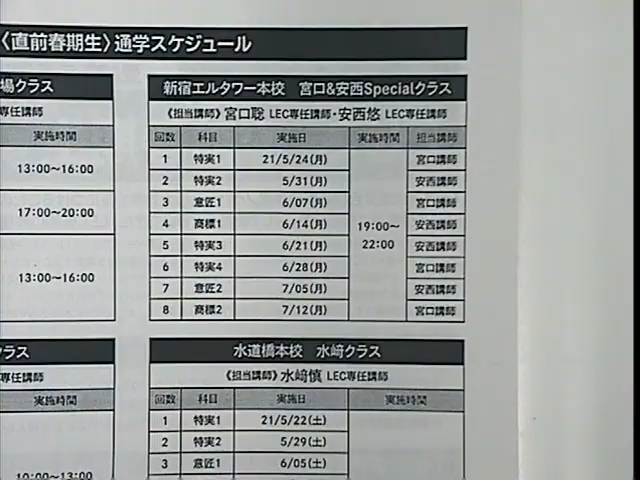 〈直前春期生〉通学スケジュール
場クラス
専任講師
実施時間
13:00〜16:00
17:00〜20:00
13:00〜16:00
新宿エルタワー本校 宮口&安西Specialクラス
《担当講師》宮口聡 LEC専任講師・安西悠 LEC専任講師
回数 科目 実施日 実施時間 担当講師
1 特実1 21/5/24(月) 宮口講師
2 特実2 5/31(月) 安西講師
3 意匠1 6/07(月) 宮口講師
4 商標1 6/14(月) 19:00〜 安西講師
5 特実3 6/21(月) 22:00 安西講師
6 特実4 6/28(月) 宮口講師
7 意匠2 7/05(月) 安西講師
8 商標2 7/12(月) 宮口講師
クラス
専任講師
実施時間
10:00〜13:00
水道橋本校 水﨑クラス
《担当講師》水﨑慎 LEC専任講師
回数 科目 実施日 実施時間
1 特実1 21/5/22(土)
2 特実2 5/29(土)
3 意匠1 6/05(土)